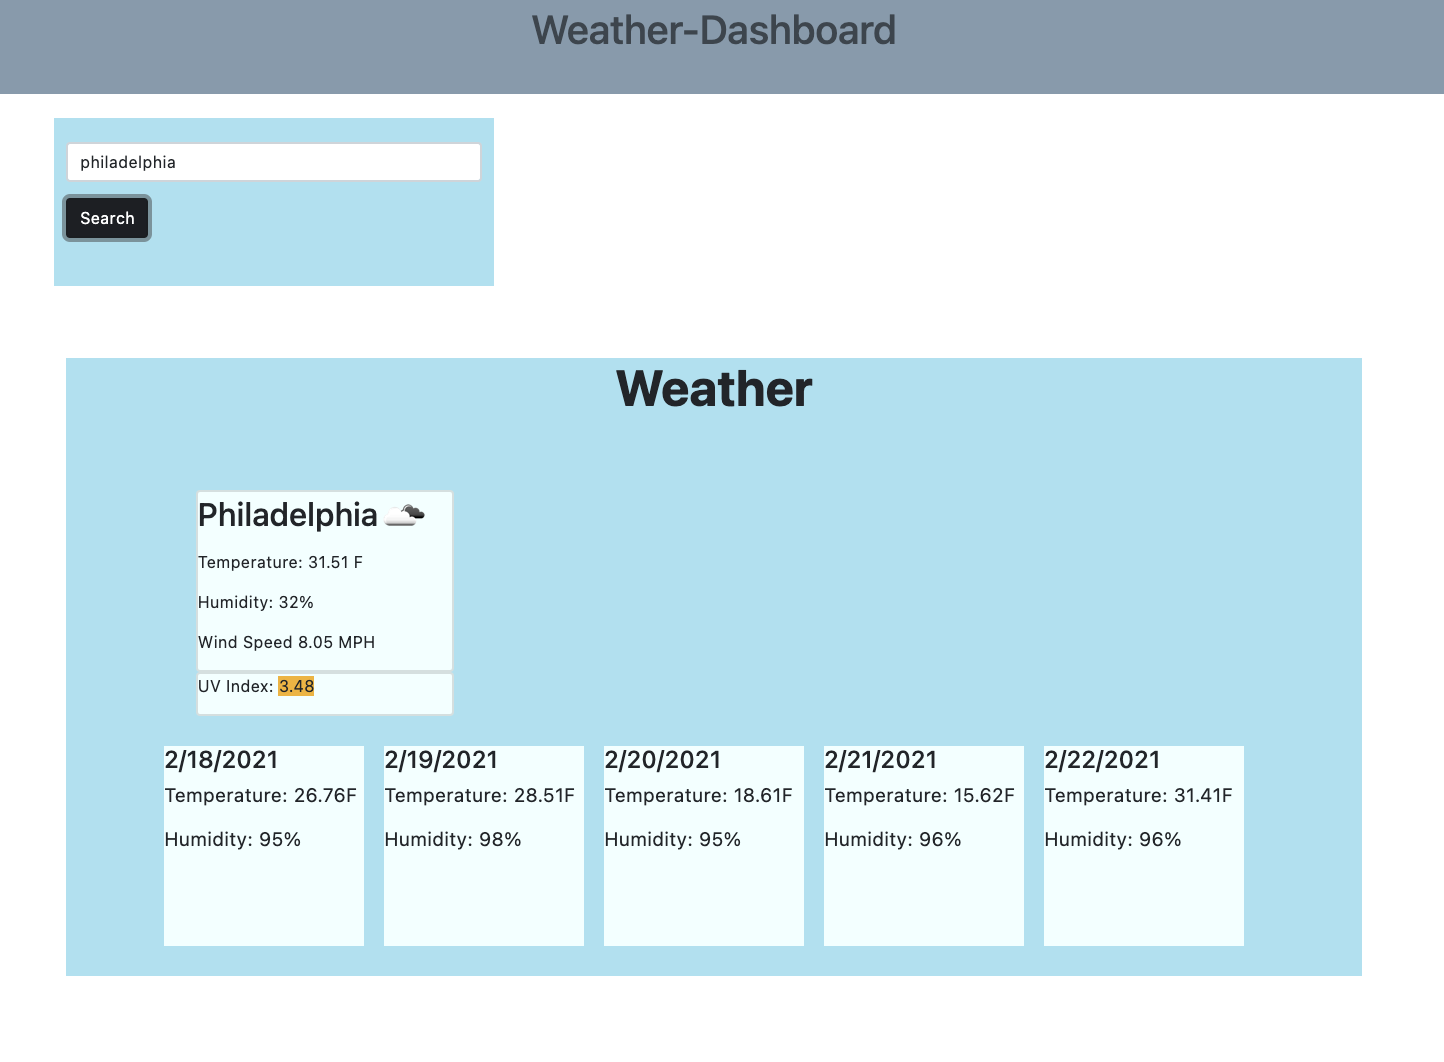 Weather-Dashboard
philadelphia
Search
Weather
Philadelphia
Temperature: 31.51 F
Humidity: 32%
Wind Speed 8.05 MPH
UV Index: 3.48
2/18/2021
Temperature: 26.76F
Humidity: 95%
2/19/2021
Temperature: 28.51F
Humidity: 98%
2/20/2021
Temperature: 18.61F
Humidity: 95%
2/21/2021
Temperature: 15.62F
Humidity: 96%
2/22/2021
Temperature: 31.41F
Humidity: 96%